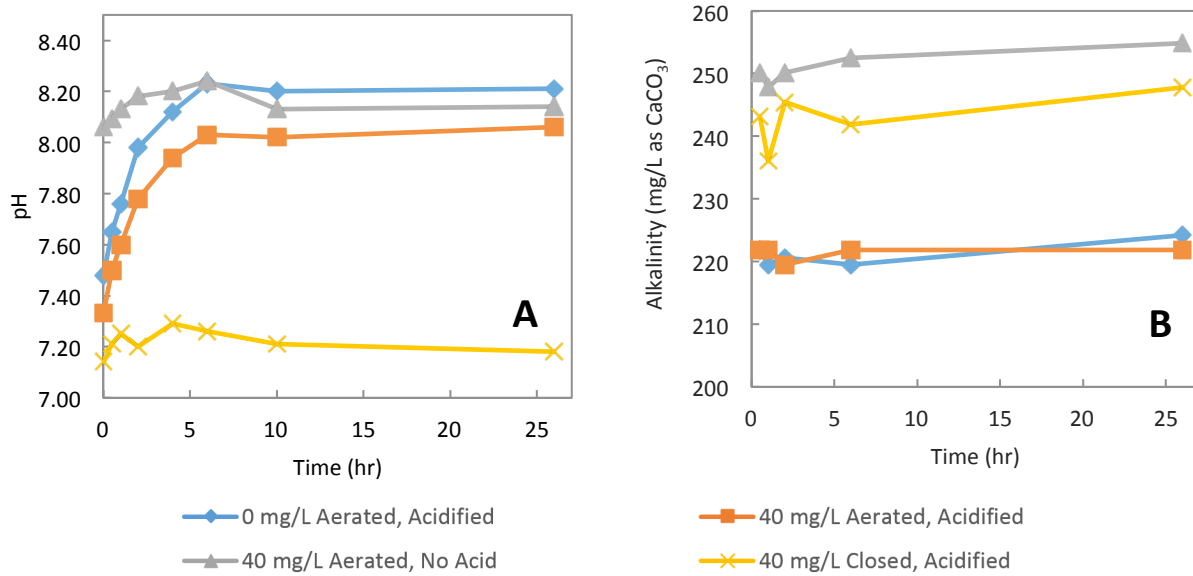 8.40
8.20
8.00
7.80
7.60
7.40
7.20
7.00
pH
0
5
10
15
20
25
Time (hr)
A
260
250
240
230
220
210
200
Alkalinity (mg/L as CaCO₃)
0
5
10
15
20
25
Time (hr)
B
0 mg/L Aerated, Acidified
40 mg/L Aerated, Acidified
40 mg/L Aerated, No Acid
40 mg/L Closed, Acidified